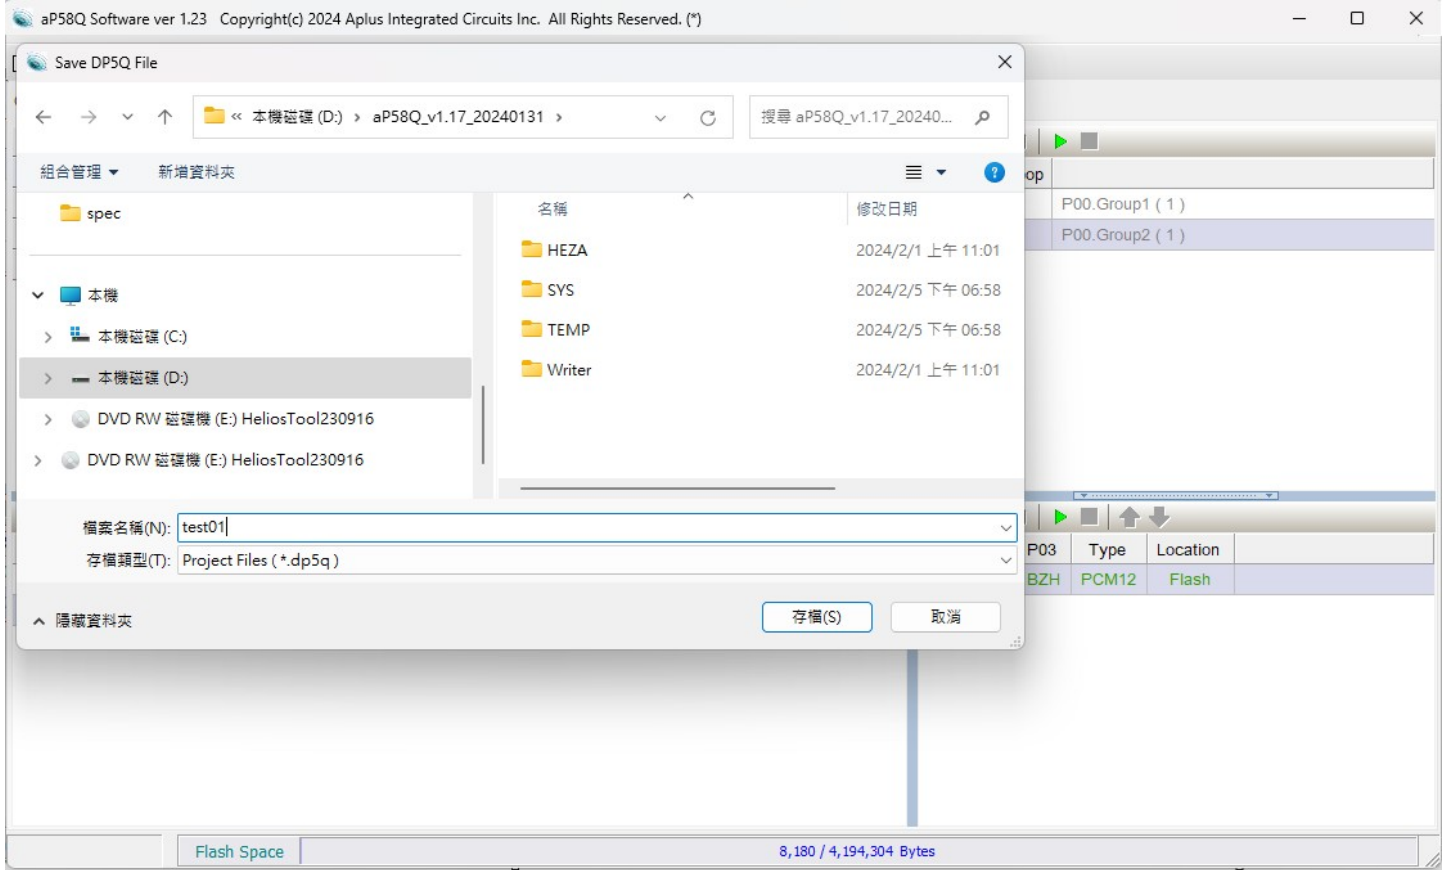 aP58Q Software ver 1.23   Copyright(c) 2024 Aplus Integrated Circuits Inc.  All Rights Reserved. (*)
Save DP5Q File
« 本機磁碟 (D:) › aP58Q_v1.17_20240131 ›
搜尋 aP58Q_v1.17_20240...
組合管理
新增資料夾
op
spec
名稱
修改日期
P00.Group1 ( 1 )
P00.Group2 ( 1 )
HEZA
2024/2/1 上午 11:01
本機
SYS
2024/2/5 下午 06:58
本機磁碟 (C:)
TEMP
2024/2/5 下午 06:58
本機磁碟 (D:)
Writer
2024/2/1 上午 11:01
DVD RW 磁碟機 (E:) HeliosTool230916
DVD RW 磁碟機 (E:) HeliosTool230916
檔案名稱(N): test01
存檔類型(T): Project Files ( *.dp5q )
P03 Type Location
BZH PCM12 Flash
隱藏資料夾
存檔(S)
取消
Flash Space
8,180 / 4,194,304 Bytes